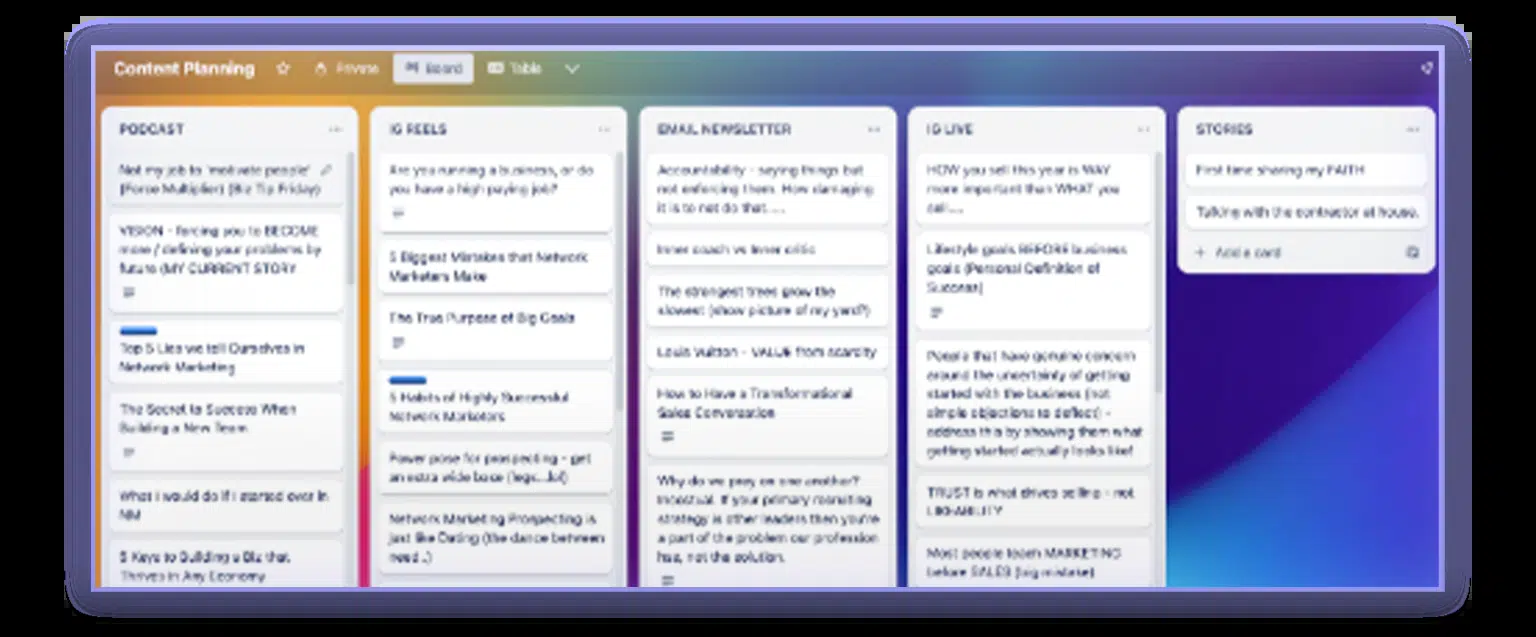 Content Planning
Private
Board
Table
PODCAST
Not my job to 'motivate people'
(Force Multiplier) (Biz Tip Friday)
VISION - forcing you to BECOME
more / defining your problems by
future (MY CURRENT STORY
Top 5 Lies we tell Ourselves in
Network Marketing
The Secret to Success When
Building a New Team
What I would do if I started over in
NM
5 Keys to Building a Biz that
Thrives in Any Economy
IG REELS
Are you running a business, or do
you have a high paying job?
5 Biggest Mistakes that Network
Marketers Make
The True Purpose of Big Goals
5 Habits of Highly Successful
Network Marketers
Power pose for prospecting - get
an extra wide base (legs...lol)
Network Marketing Prospecting is
just like Dating (the dance between
need..)
EMAIL NEWSLETTER
Accountability - saying things but
not enforcing them. How damaging
it is to not do that.....
Inner coach vs inner critic
The strongest trees grow the
slowest (show picture of my yard?)
Louis Vuitton - VALUE from scarcity
How to Have a Transformational
Sales Conversation
Why do we prey on one another?
Incestual. If your primary recruiting
strategy is other leaders then you're
a part of the problem our profession
has, not the solution.
IG LIVE
HOW you sell this year is WAY
more important than WHAT you
sell....
Lifestyle goals BEFORE business
goals (Personal Definition of
Success)
People that have genuine concern
around the uncertainty of getting
started with the business (not
simple objections to deflect) -
address this by showing them what
getting started actually looks like!
TRUST is what drives selling - not
LIKEABILITY
Most people teach MARKETING
before SALES (big mistake)
STORIES
First time sharing my FAITH
Talking with the contractor at house.
+ Add a card